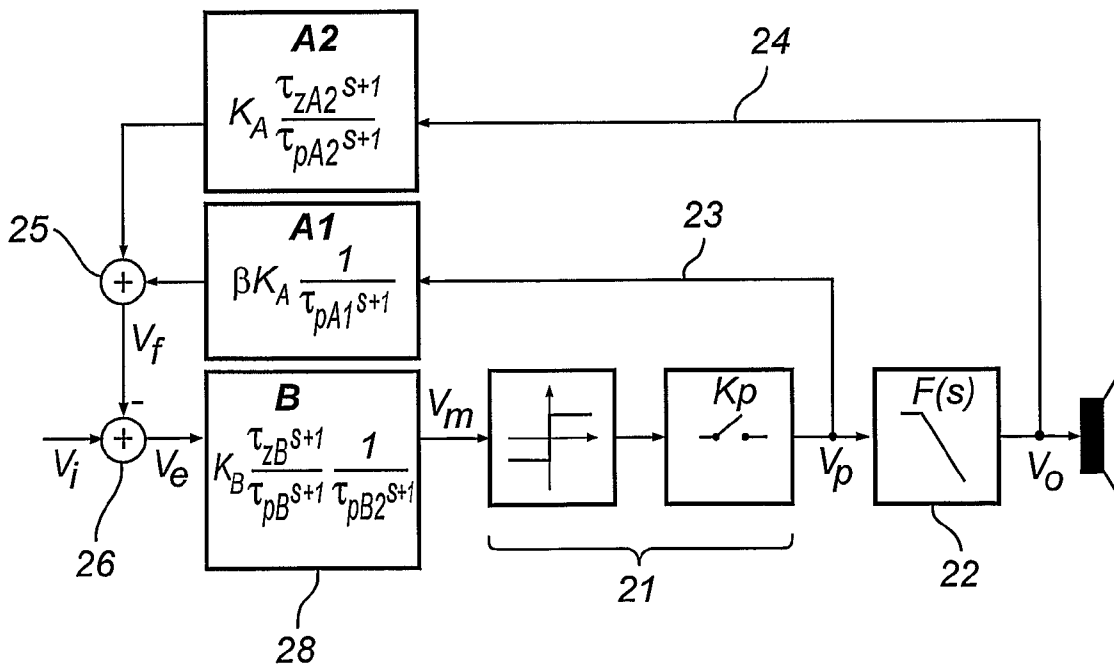 A2
K_A τ_zA2 s+1 / τ_pA2 s+1
24
A1
βK_A 1 / τ_pA1 s+1
23
25
+
V_f
-
B
K_B τ_zB s+1 / τ_pB s+1 1 / τ_pB2 s+1
V_m
Kp
F(s)
+
V_i
V_e
V_p
V_o
26
28
21
22